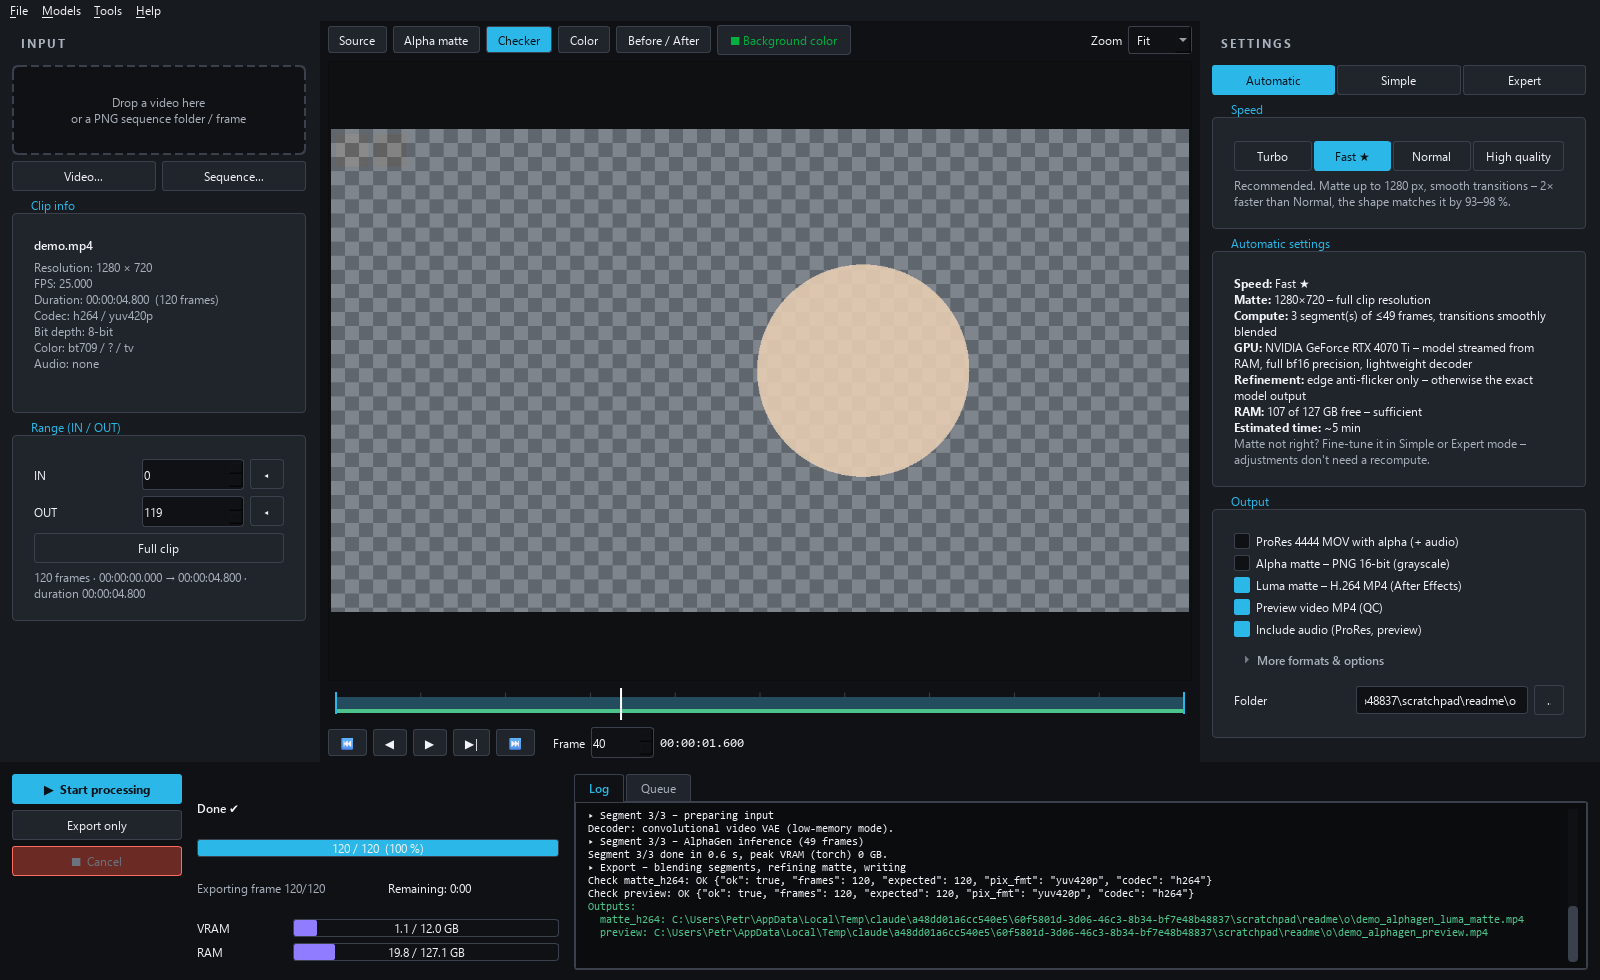 File Models Tools Help
INPUT
Drop a video here
or a PNG sequence folder / frame
Video...
Sequence...
Clip info
demo.mp4
Resolution: 1280 × 720
FPS: 25.000
Duration: 00:00:04.800 (120 frames)
Codec: h264 / yuv420p
Bit depth: 8-bit
Color: bt709 / ? / tv
Audio: none
Range (IN / OUT)
IN 0
OUT 119
Full clip
120 frames · 00:00:00.000 → 00:00:04.800 ·
duration 00:00:04.800
Source Alpha matte Checker Color Before / After Background color
Zoom Fit
Frame 40 00:00:01.600
SETTINGS
Automatic Simple Expert
Speed
Turbo Fast ★ Normal High quality
Recommended. Matte up to 1280 px, smooth transitions – 2×
faster than Normal, the shape matches it by 93–98 %.
Automatic settings
Speed: Fast ★
Matte: 1280×720 – full clip resolution
Compute: 3 segment(s) of ≤49 frames, transitions smoothly
blended
GPU: NVIDIA GeForce RTX 4070 Ti – model streamed from
RAM, full bf16 precision, lightweight decoder
Refinement: edge anti-flicker only – otherwise the exact
model output
RAM: 107 of 127 GB free – sufficient
Estimated time: ~5 min
Matte not right? Fine-tune it in Simple or Expert mode –
adjustments don't need a recompute.
Output
ProRes 4444 MOV with alpha (+ audio)
Alpha matte – PNG 16-bit (grayscale)
Luma matte – H.264 MP4 (After Effects)
Preview video MP4 (QC)
Include audio (ProRes, preview)
More formats & options
Folder 48837\scratchpad\readme\o ..
Start processing
Export only
Cancel
Done ✔
120 / 120 (100 %)
Exporting frame 120/120 Remaining: 0:00
VRAM 1.1 / 12.0 GB
RAM 19.8 / 127.1 GB
Log Queue
▸ Segment 3/3 – preparing input
Decoder: convolutional video VAE (low-memory mode).
▸ Segment 3/3 – AlphaGen inference (49 frames)
Segment 3/3 done in 0.6 s, peak VRAM (torch) 0 GB.
▸ Export – blending segments, refining matte, writing
Check matte_h264: OK {"ok": true, "frames": 120, "expected": 120, "pix_fmt": "yuv420p", "codec": "h264"}
Check preview: OK {"ok": true, "frames": 120, "expected": 120, "pix_fmt": "yuv420p", "codec": "h264"}
Outputs:
matte_h264: C:\Users\Petr\AppData\Local\Temp\claude\a48dd01a6cc540e5\60f5801d-3d06-46c3-8b34-bf7e48b48837\scratchpad\readme\o\demo_alphagen_luma_matte.mp4
preview: C:\Users\Petr\AppData\Local\Temp\claude\a48dd01a6cc540e5\60f5801d-3d06-46c3-8b34-bf7e48b48837\scratchpad\readme\o\demo_alphagen_preview.mp4